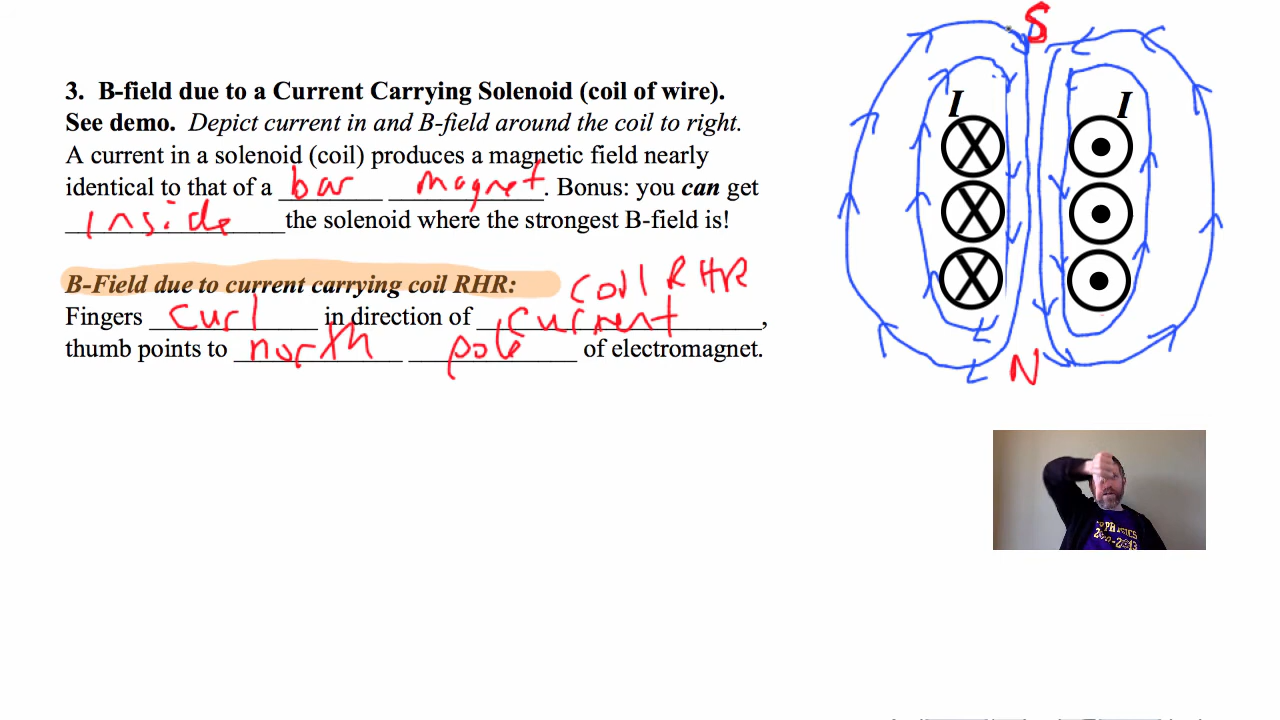 3. B-field due to a Current Carrying Solenoid (coil of wire).
See demo. Depict current in and B-field around the coil to right.
A current in a solenoid (coil) produces a magnetic field nearly
identical to that of a bar magnet. Bonus: you can get
inside the solenoid where the strongest B-field is!
B-Field due to current carrying coil RHR:
Coil RHR
Fingers curl in direction of current,
thumb points to north pole of electromagnet.
S
I I
N